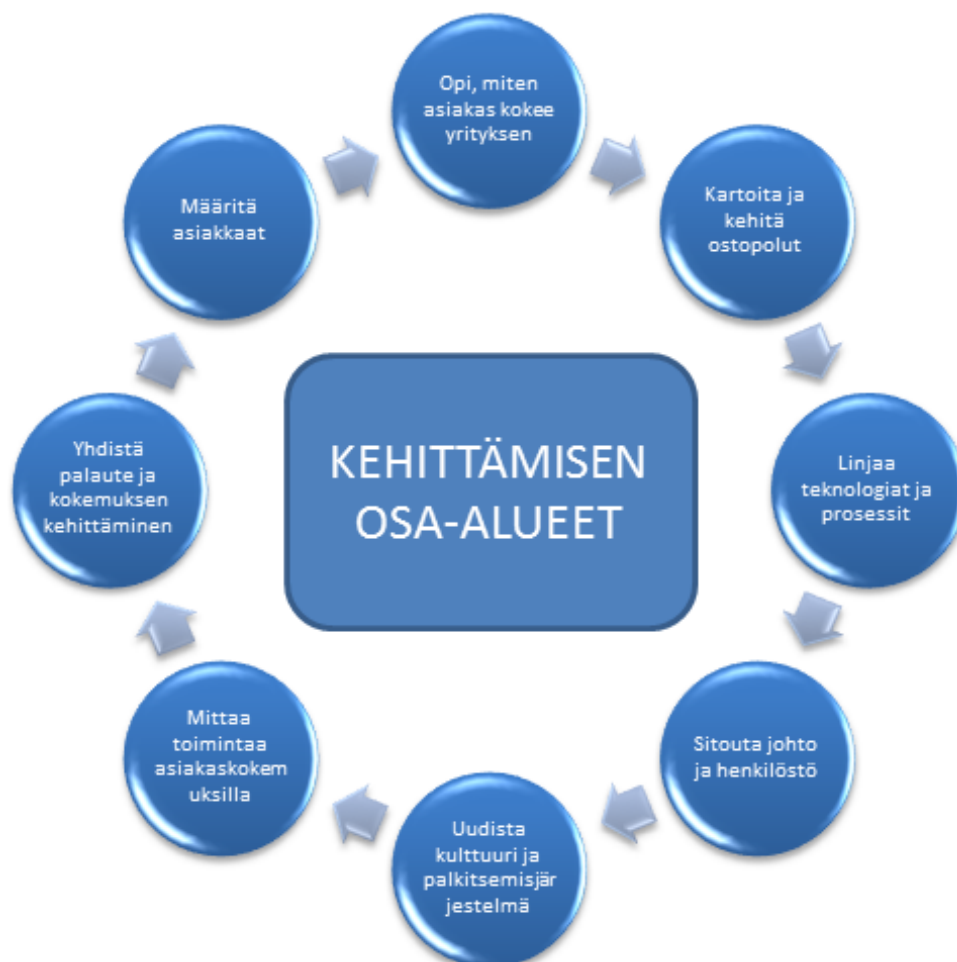 Opi, miten
asiakas kokee
yrityksen
Kartoita ja
kehitä
ostopolut
Linjaa
teknologiat ja
prosessit
Sitouta johto
ja henkilöstö
Uudista
kulttuuri ja
palkitsemisjär
jestelmä
Mittaa
toimintaa
asiakaskokem
uksilla
Yhdistä
palaute ja
kokemuksen
kehittäminen
Määritä
asiakkaat
KEHITTÄMISEN
OSA-ALUEET